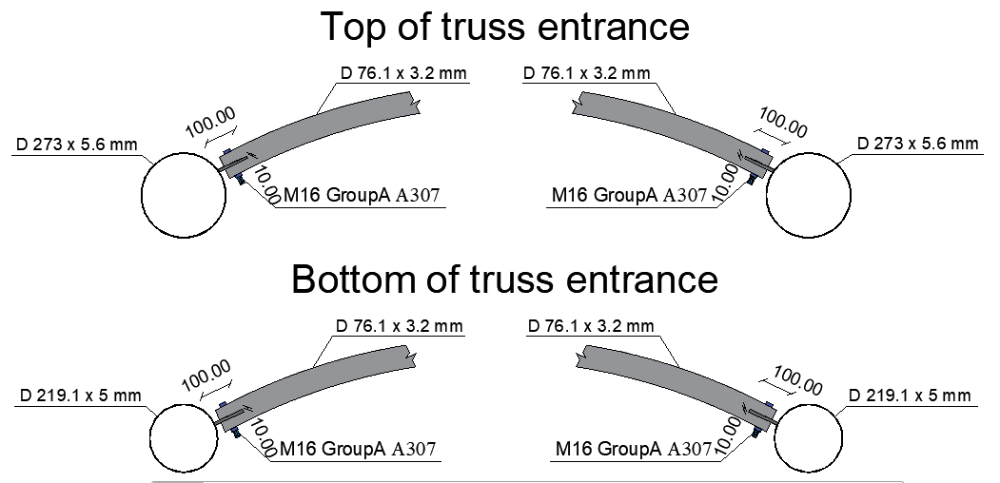 Top of truss entrance
D 76.1 x 3.2 mm
D 76.1 x 3.2 mm
100.00
100.00
D 273 x 5.6 mm
D 273 x 5.6 mm
10.00
10.00
M16 GroupA A307
M16 GroupA A307
Bottom of truss entrance
D 76.1 x 3.2 mm
D 76.1 x 3.2 mm
100.00
100.00
D 219.1 x 5 mm
D 219.1 x 5 mm
10.00
10.00
M16 GroupA A307
M16 GroupA A307